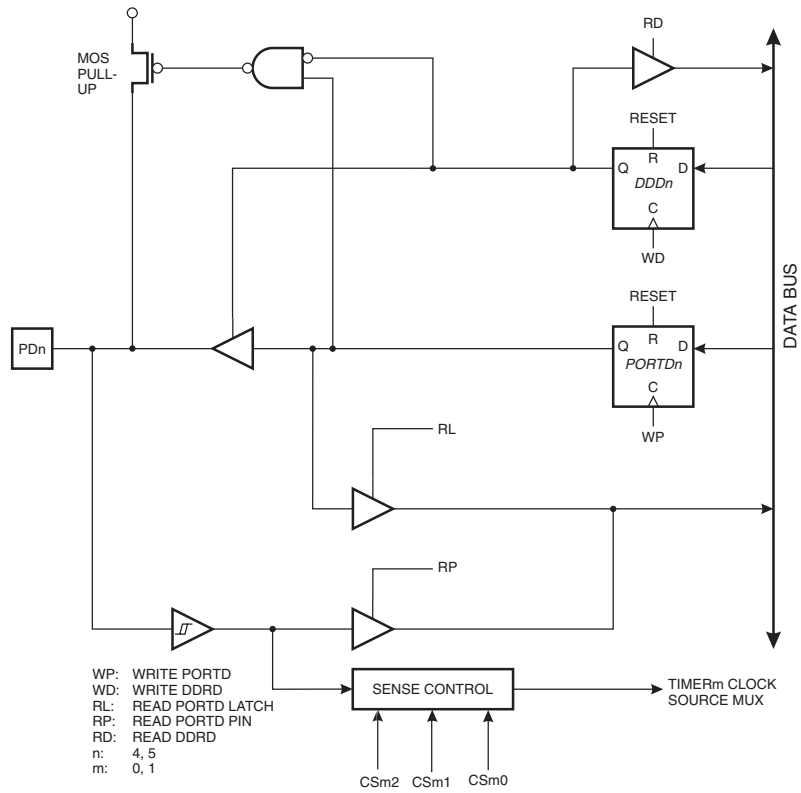 RD
MOS
PULL-
UP
RESET
R
Q
D
DDDn
C
WD
DATA BUS
RESET
R
Q
D
PORTDn
C
WP
PDn
RL
RP
WP: WRITE PORTD
WD: WRITE DDRD
RL: READ PORTD LATCH
RP: READ PORTD PIN
RD: READ DDRD
n: 4, 5
m: 0, 1
SENSE CONTROL
TIMERm CLOCK
SOURCE MUX
CSm2 CSm1 CSm0